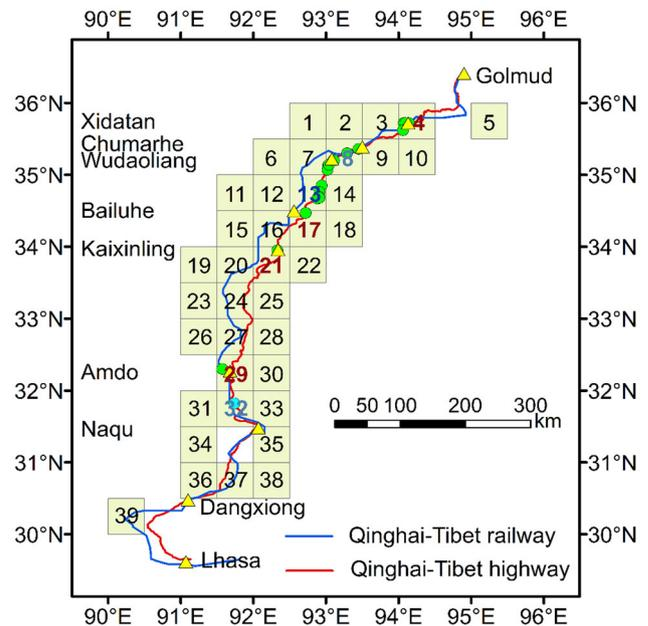 90°E 91°E 92°E 93°E 94°E 95°E 96°E
Golmud
36°N 36°N
Xidatan 1 2 3 4 5
Chumarhe
Wudaoliang 6 7 8 9 10
35°N 35°N
11 12 13 14
Bailuhe 15 16 17 18
34°N 34°N
Kaixinling
19 20 21 22
23 24 25
33°N 33°N
26 27 28
Amdo 29 30
32°N 32°N
0 50 100 200 300
km
31 32 33
Naqu 34 35
31°N 31°N
36 37 38
Dangxiong
39
30°N 30°N
Qinghai-Tibet railway
Lhasa
Qinghai-Tibet highway
90°E 91°E 92°E 93°E 94°E 95°E 96°E